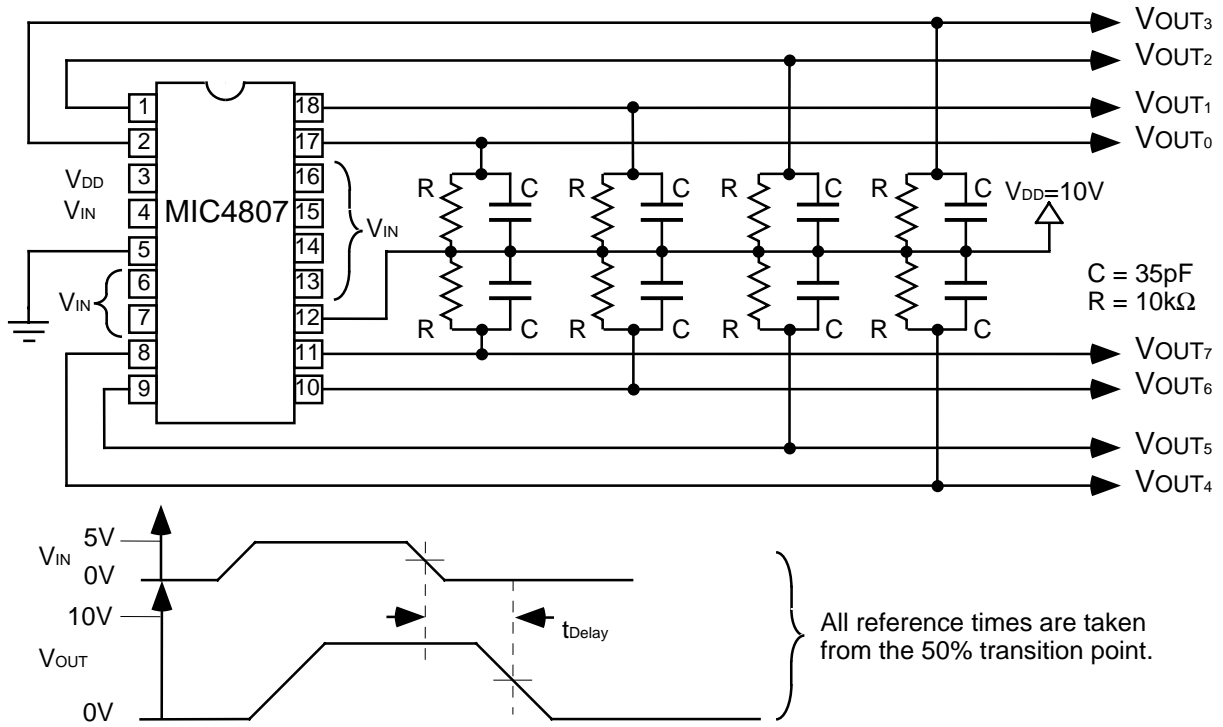 VOUT3
VOUT2
VOUT1
VOUT0
1 18
2 17
VDD 3 16
VIN 4 15
MIC4807
VIN
5 14
6 13
VIN
7 12
8 11
9 10
R C R C R C R C
VDD=10V
R C R C R C R C
C = 35pF
R = 10kΩ
VOUT7
VOUT6
VOUT5
VOUT4
VIN 5V
0V
10V
tDelay
VOUT
0V
All reference times are taken
from the 50% transition point.